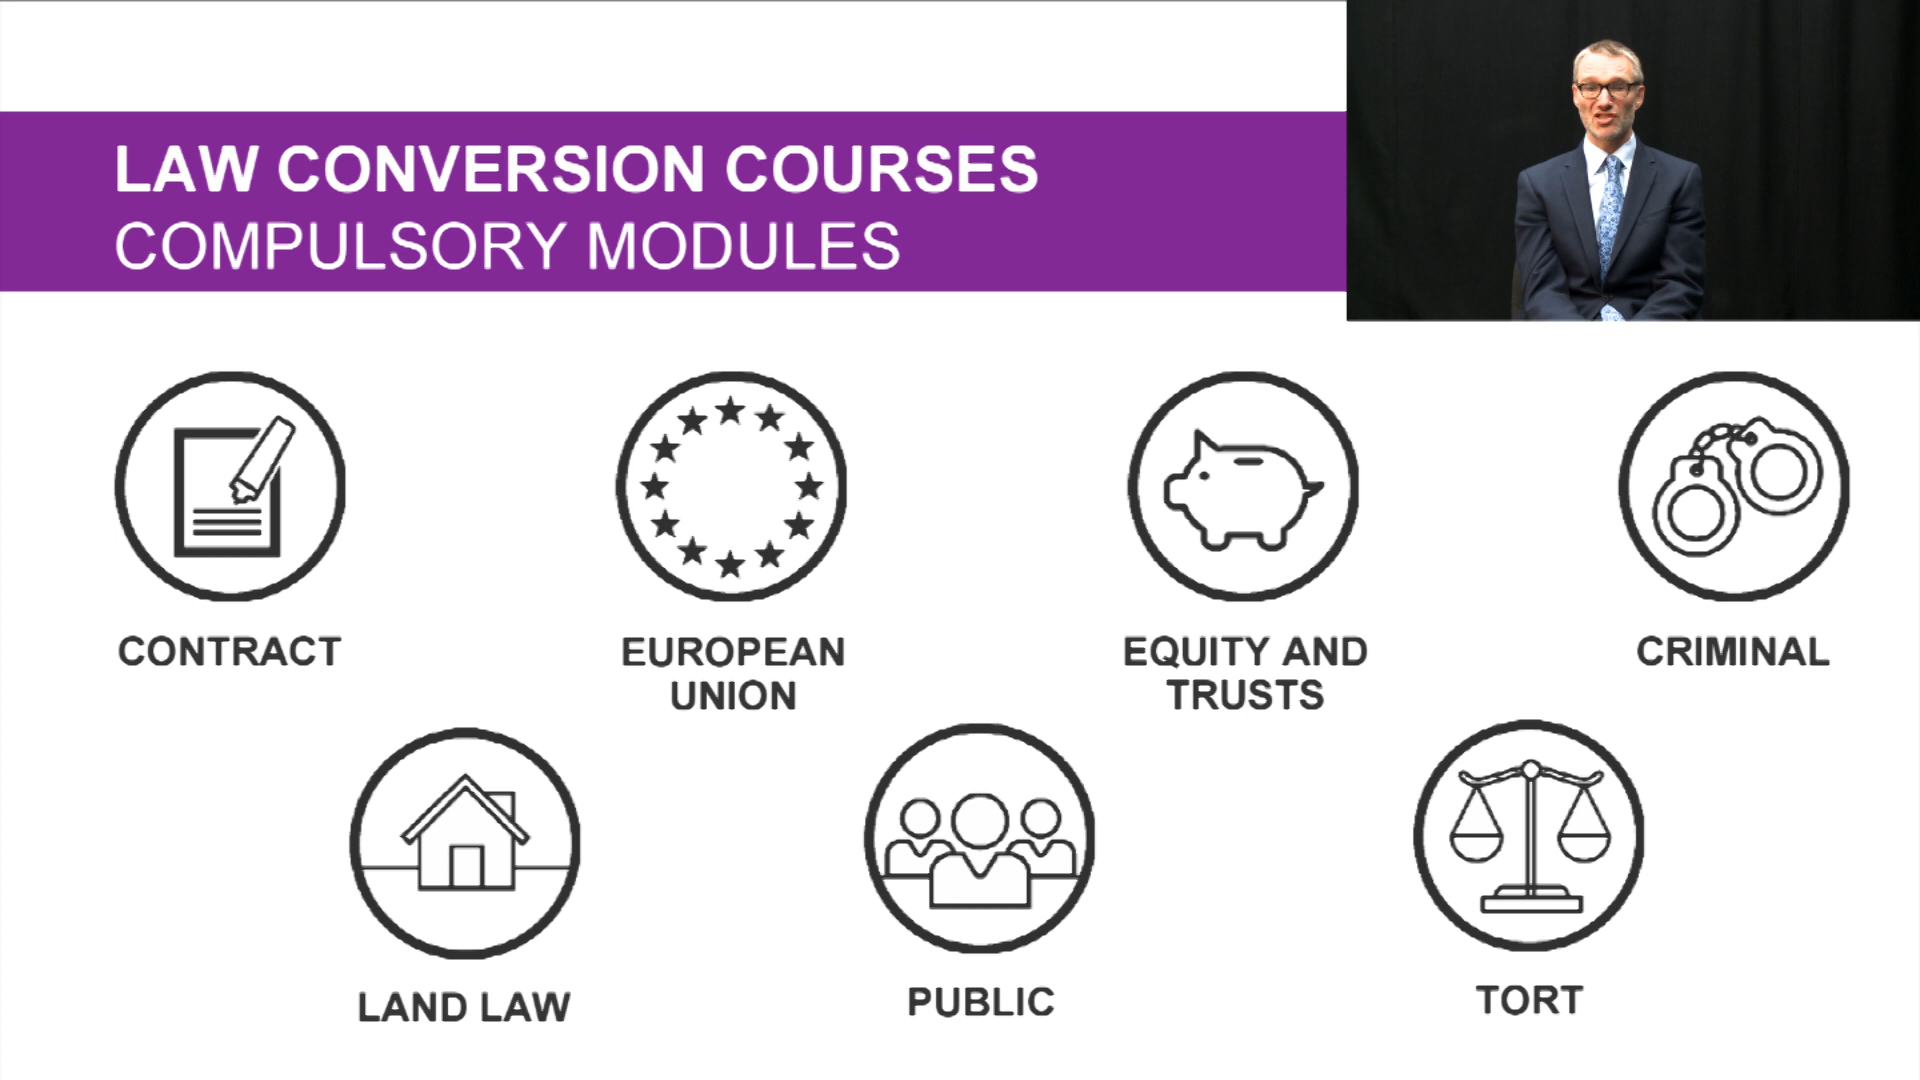 LAW CONVERSION COURSES
COMPULSORY MODULES
CONTRACT
EUROPEAN
UNION
EQUITY AND
TRUSTS
CRIMINAL
LAND LAW
PUBLIC
TORT